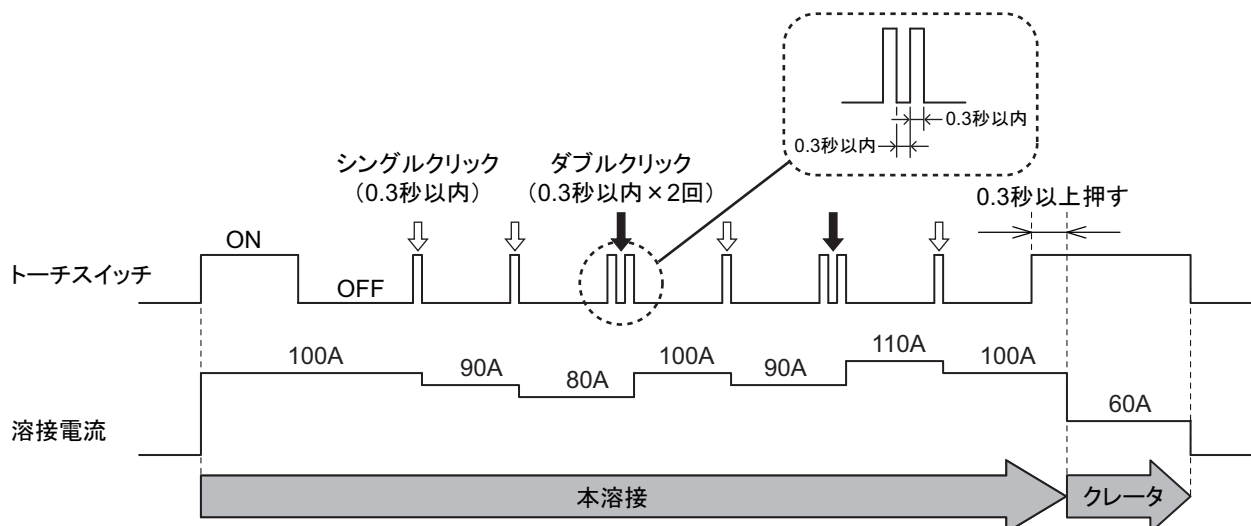 0.3秒以内
0.3秒以内
シングルクリック
（0.3秒以内）
ダブルクリック
（0.3秒以内×2回）
0.3秒以上押す
トーチスイッチ
ON
OFF
溶接電流
100A
90A
80A
100A
90A
110A
100A
60A
本溶接
クレータ